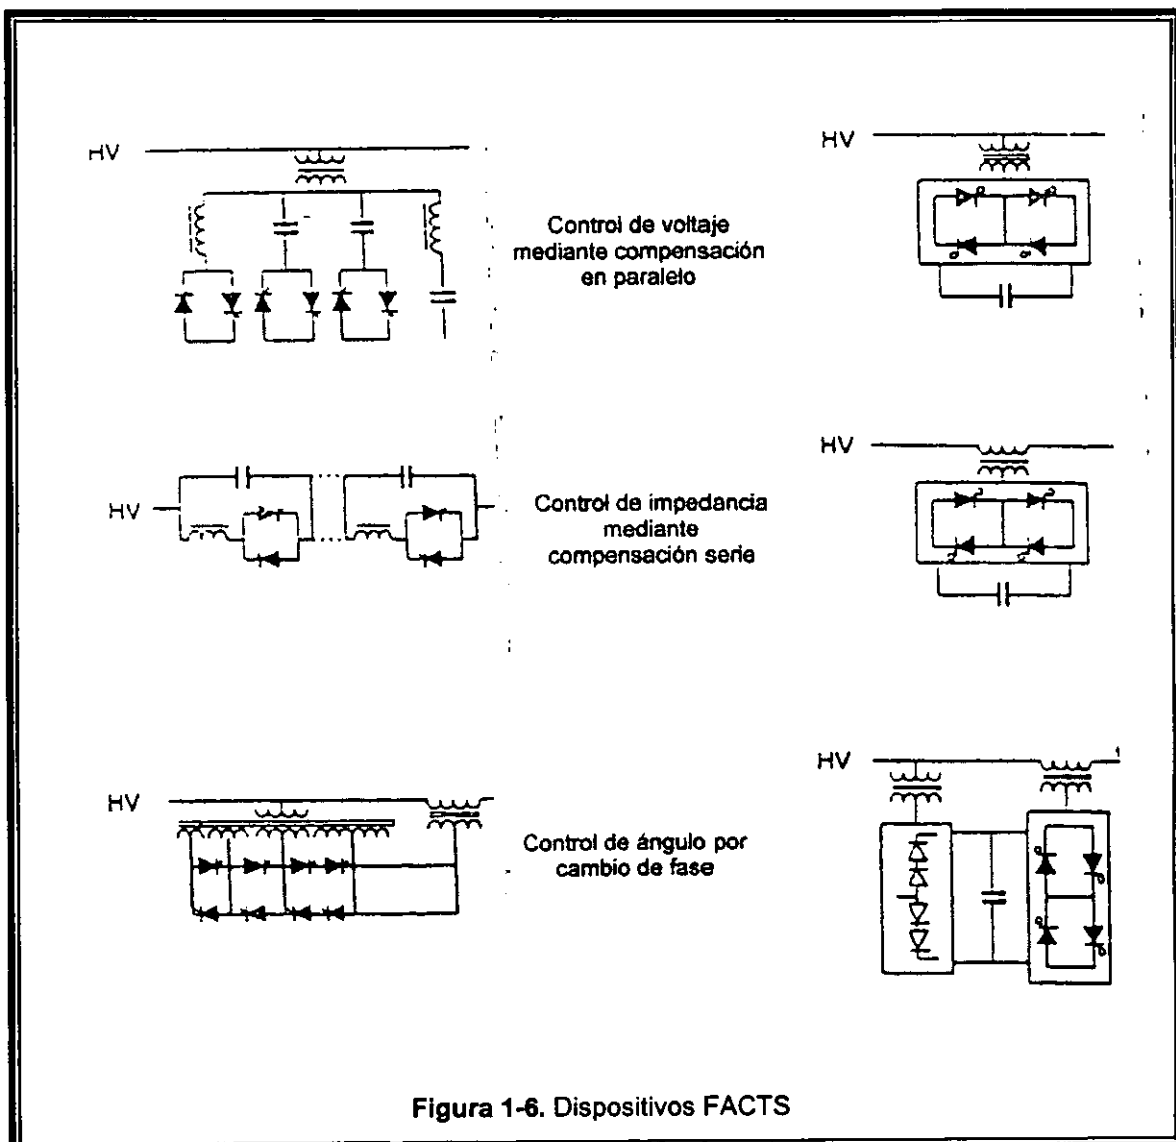 HV
HV
Control de voltaje
mediante compensación
en paralelo
HV
HV
Control de impedancia
mediante
compensación serie
HV
HV
Control de ángulo por
cambio de fase
Figura 1-6. Dispositivos FACTS